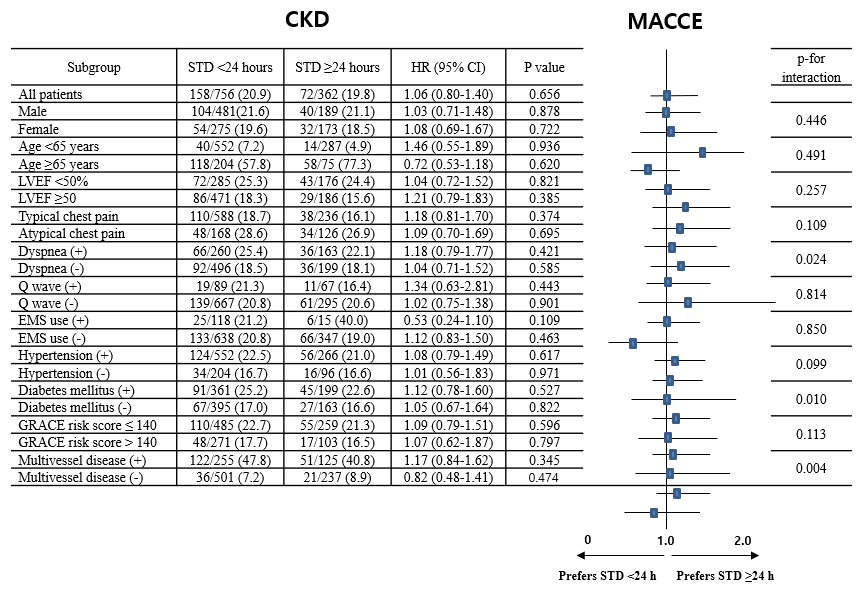 CKD MACCE
Subgroup STD <24 hours STD ≥24 hours HR (95% CI) P value p-for interaction
All patients 158/756 (20.9) 72/362 (19.8) 1.06 (0.80-1.40) 0.656
Male 104/481(21.6) 40/189 (21.1) 1.03 (0.71-1.48) 0.878
0.446
Female 54/275 (19.6) 32/173 (18.5) 1.08 (0.69-1.67) 0.722
Age <65 years 40/552 (7.2) 14/287 (4.9) 1.46 (0.55-1.89) 0.936
0.491
Age ≥65 years 118/204 (57.8) 58/75 (77.3) 0.72 (0.53-1.18) 0.620
LVEF <50% 72/285 (25.3) 43/176 (24.4) 1.04 (0.72-1.52) 0.821
0.257
LVEF ≥50 86/471 (18.3) 29/186 (15.6) 1.21 (0.79-1.83) 0.385
Typical chest pain 110/588 (18.7) 38/236 (16.1) 1.18 (0.81-1.70) 0.374
0.109
Atypical chest pain 48/168 (28.6) 34/126 (26.9) 1.09 (0.70-1.69) 0.695
Dyspnea (+) 66/260 (25.4) 36/163 (22.1) 1.18 (0.79-1.77) 0.421
0.024
Dyspnea (-) 92/496 (18.5) 36/199 (18.1) 1.04 (0.71-1.52) 0.585
Q wave (+) 19/89 (21.3) 11/67 (16.4) 1.34 (0.63-2.81) 0.443
0.814
Q wave (-) 139/667 (20.8) 61/295 (20.6) 1.02 (0.75-1.38) 0.901
EMS use (+) 25/118 (21.2) 6/15 (40.0) 0.53 (0.24-1.10) 0.109
0.850
EMS use (-) 133/638 (20.8) 66/347 (19.0) 1.12 (0.83-1.50) 0.463
Hypertension (+) 124/552 (22.5) 56/266 (21.0) 1.08 (0.79-1.49) 0.617
0.099
Hypertension (-) 34/204 (16.7) 16/96 (16.6) 1.01 (0.56-1.83) 0.971
Diabetes mellitus (+) 91/361 (25.2) 45/199 (22.6) 1.12 (0.78-1.60) 0.527
0.010
Diabetes mellitus (-) 67/395 (17.0) 27/163 (16.6) 1.05 (0.67-1.64) 0.822
GRACE risk score ≤ 140 110/485 (22.7) 55/259 (21.3) 1.09 (0.79-1.51) 0.596
0.113
GRACE risk score > 140 48/271 (17.7) 17/103 (16.5) 1.07 (0.62-1.87) 0.797
Multivessel disease (+) 122/255 (47.8) 51/125 (40.8) 1.17 (0.84-1.62) 0.345
0.004
Multivessel disease (-) 36/501 (7.2) 21/237 (8.9) 0.82 (0.48-1.41) 0.474
0 1.0 2.0
Prefers STD <24 h Prefers STD ≥24 h